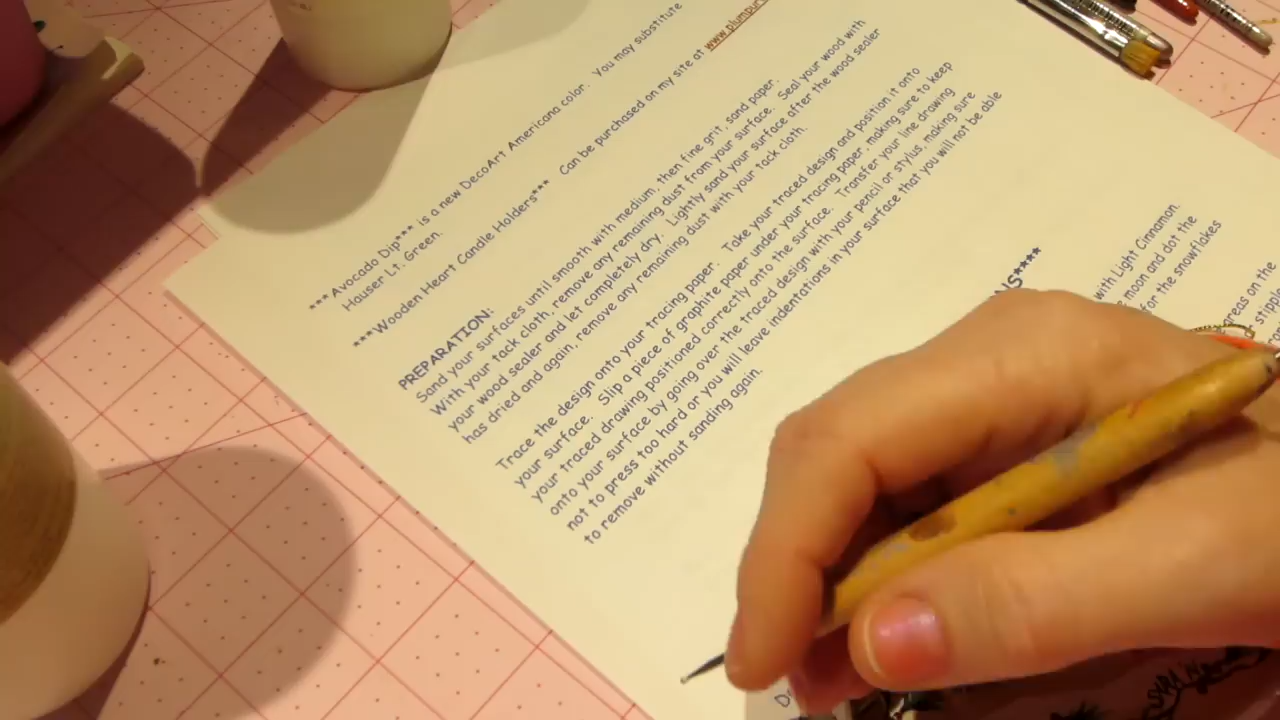 ***Avocado Dip*** is a new DecoArt Americana color. You may substitute
Hauser Lt. Green.
***Wooden Heart Candle Holders*** Can be purchased on my site at
PREPARATION:
Sand your surfaces until smooth with medium, then fine grit, sand paper.
With your tack cloth, remove any remaining dust from your surface. Seal your wood with
your wood sealer and let completely dry. Lightly sand your surface after the wood sealer
has dried and again, remove any remaining dust with your tack cloth.
Trace the design onto your tracing paper. Take your traced design and position it onto
your surface. Slip a piece of graphite paper under your tracing paper, making sure to keep
your traced drawing positioned correctly onto the surface. Transfer your line drawing
onto your surface by going over the traced design with your pencil or stylus, making sure
not to press too hard or you will leave indentations in your surface that you will not be able
to remove without sanding again.
with Light Cinnamon.
moon and dot the
for the snowflakes
on the